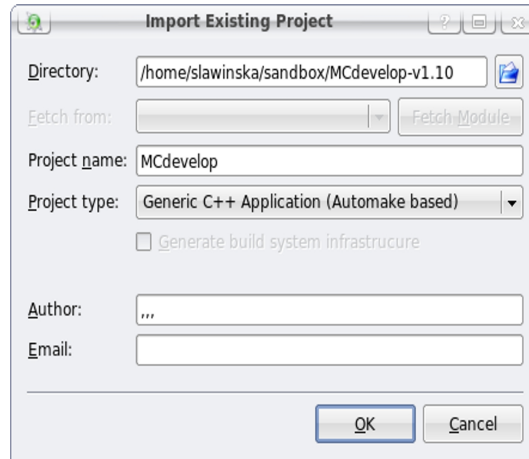 Import Existing Project
Directory: /home/slawinska/sandbox/MCdevelop-v1.10
Fetch from: Fetch Module
Project name: MCdevelop
Project type: Generic C++ Application (Automake based)
Generate build system infrastrucure
Author: ,,,
Email:
OK Cancel